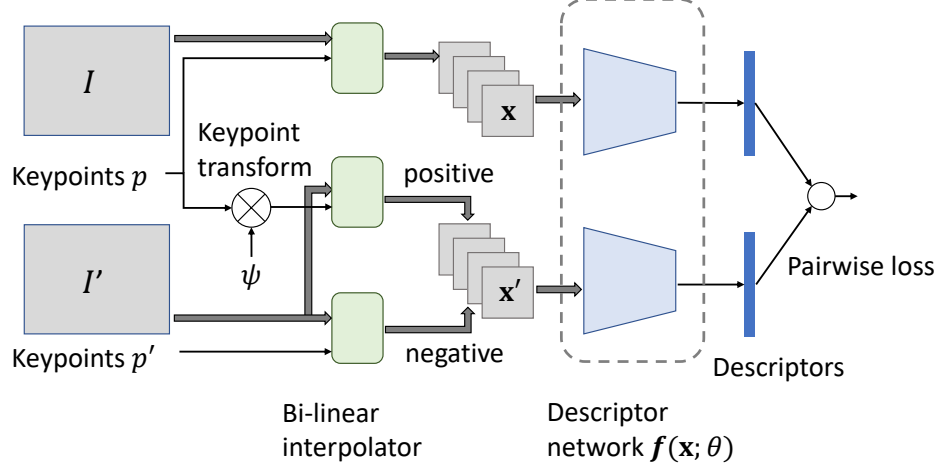 I
x
Keypoint
transform
Keypoints p
positive
I'
ψ
x'
Pairwise loss
Keypoints p'
negative
Descriptors
Bi-linear
interpolator
Descriptor
network f(x; θ)